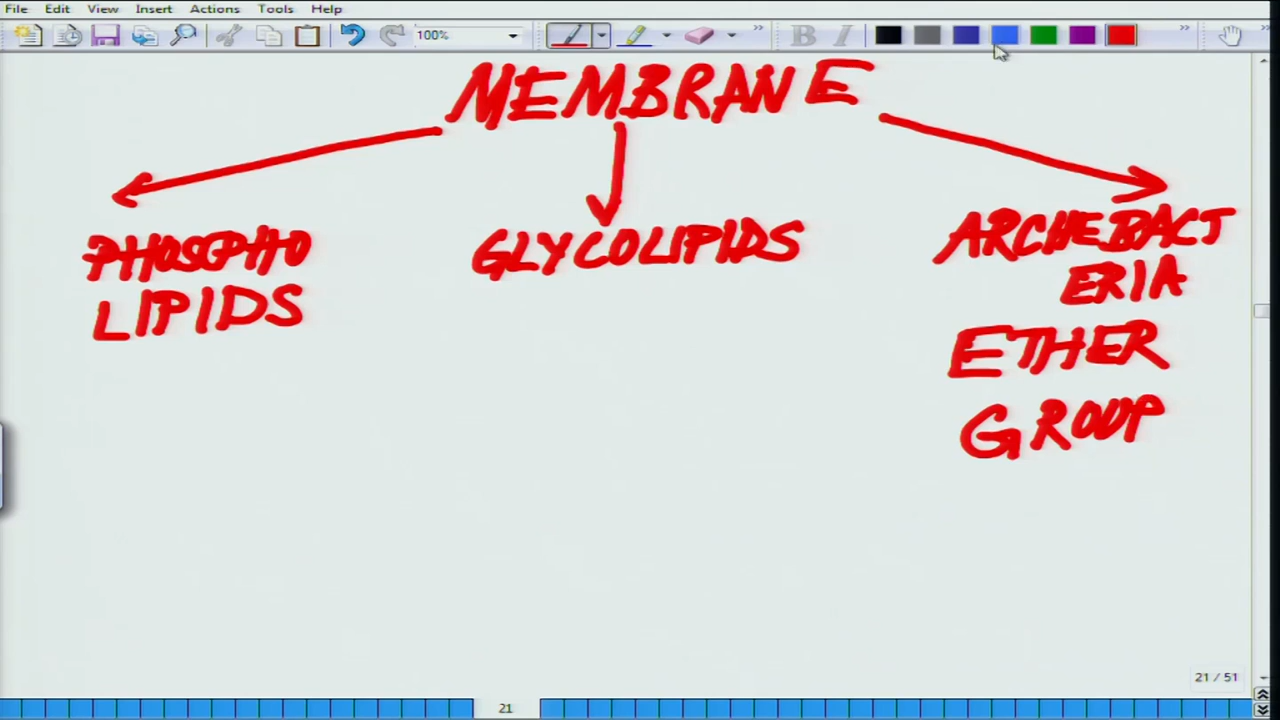 File Edit View Insert Actions Tools Help
100%
B I
MEMBRANE
PHOSPHO
LIPIDS
GLYCOLIPIDS
ARCHEBACT
ERIA
ETHER
GROUP
21 / 51
21